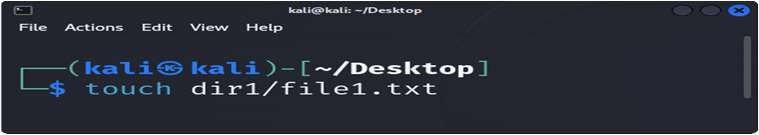 kali@kali: ~/Desktop
File Actions Edit View Help
┌──(kali㉿kali)-[~/Desktop]
└─$ touch dir1/file1.txt